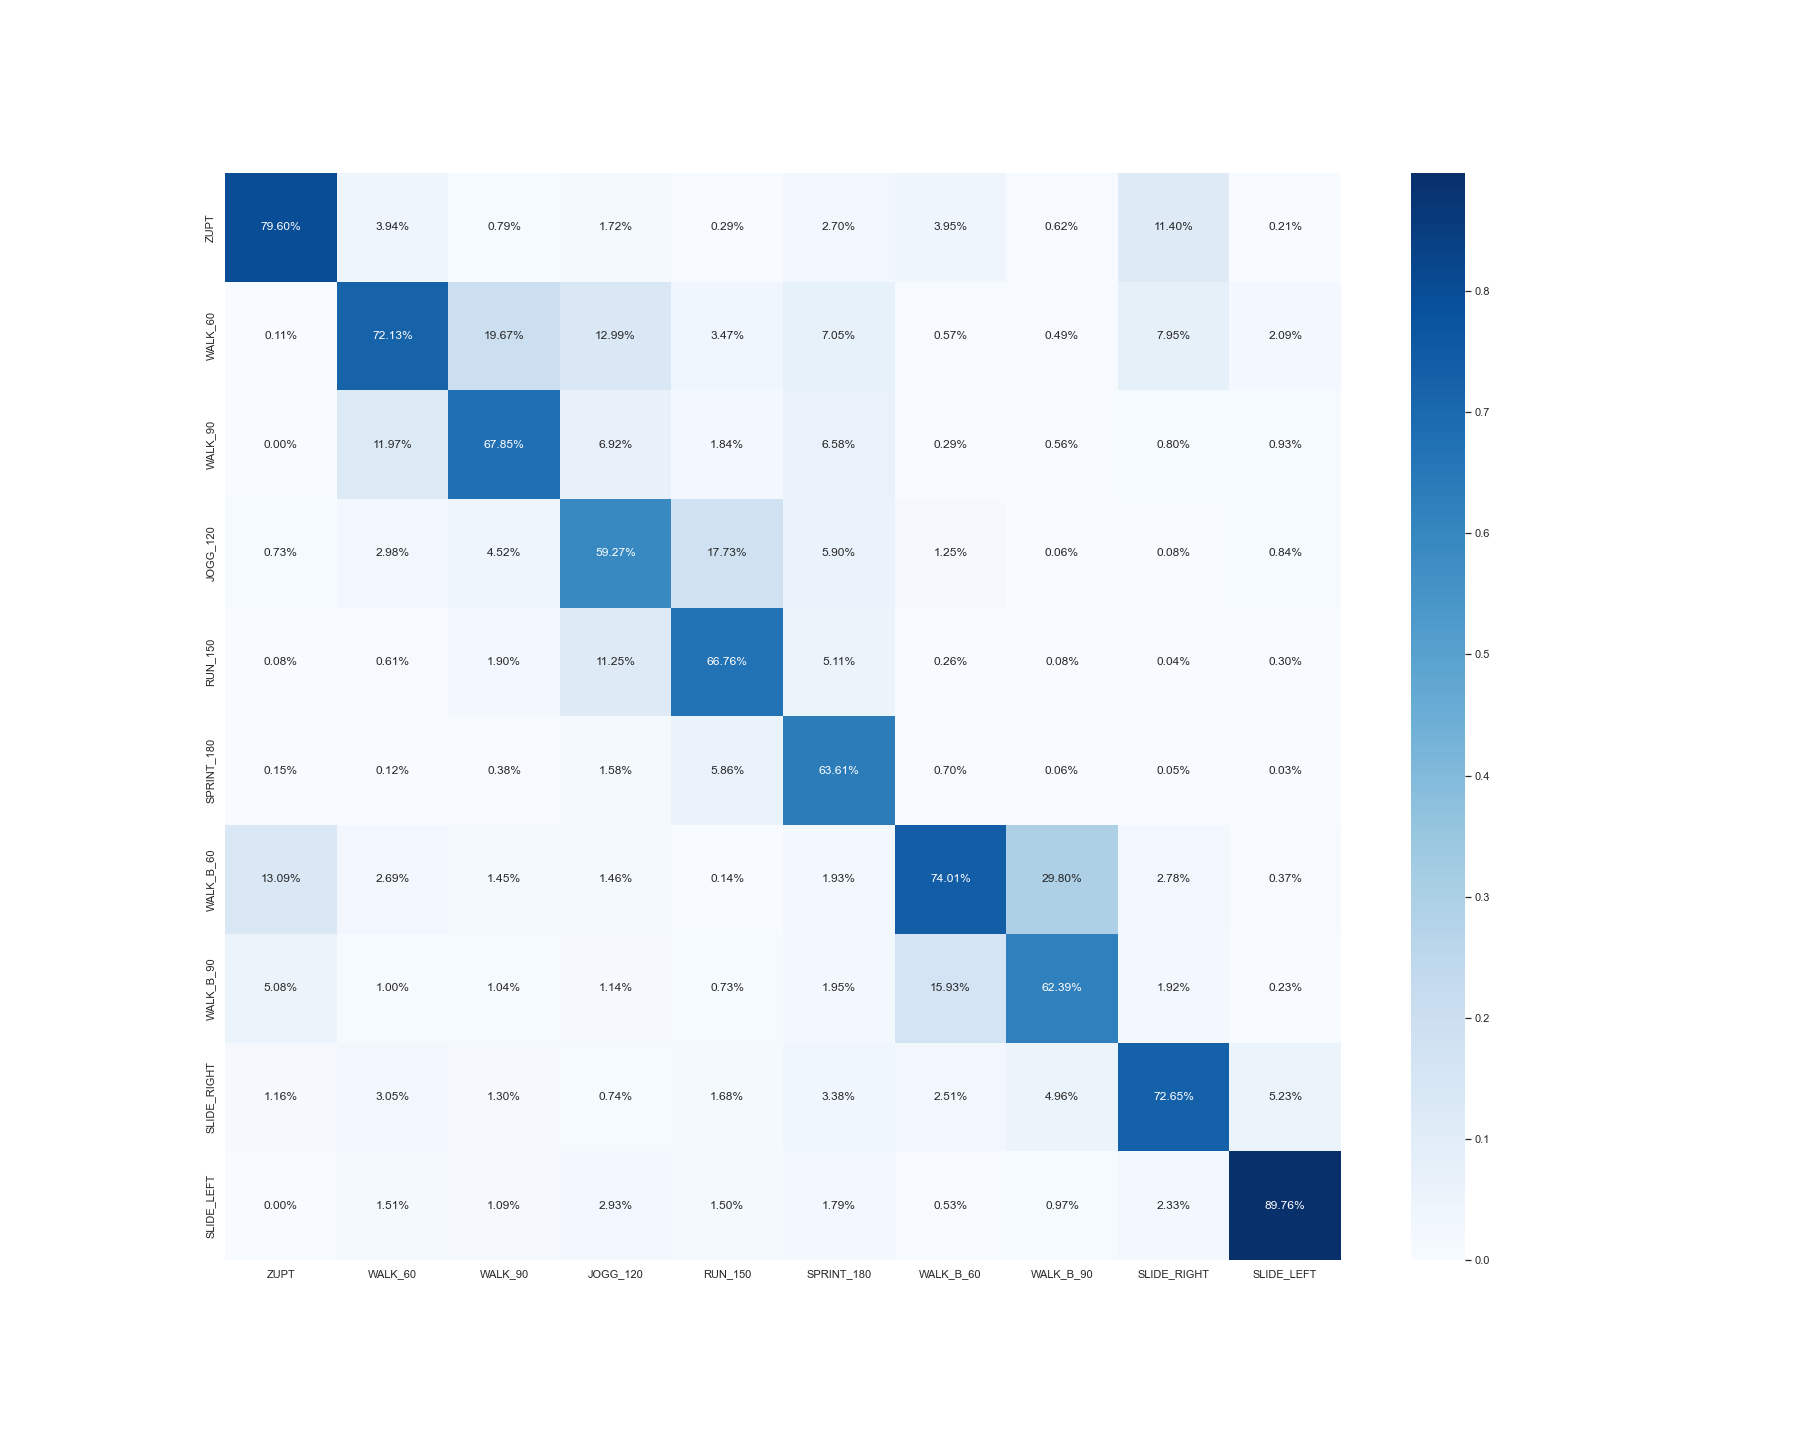 ZUPT 79.60% 3.94% 0.79% 1.72% 0.29% 2.70% 3.95% 0.62% 11.40% 0.21%
WALK_60 0.11% 72.13% 19.67% 12.99% 3.47% 7.05% 0.57% 0.49% 7.95% 2.09%
WALK_90 0.00% 11.97% 67.85% 6.92% 1.84% 6.58% 0.29% 0.56% 0.80% 0.93%
JOGG_120 0.73% 2.98% 4.52% 59.27% 17.73% 5.90% 1.25% 0.06% 0.08% 0.84%
RUN_150 0.08% 0.61% 1.90% 11.25% 66.76% 5.11% 0.26% 0.08% 0.04% 0.30%
SPRINT_180 0.15% 0.12% 0.38% 1.58% 5.86% 63.61% 0.70% 0.06% 0.05% 0.03%
WALK_B_60 13.09% 2.69% 1.45% 1.46% 0.14% 1.93% 74.01% 29.80% 2.78% 0.37%
WALK_B_90 5.08% 1.00% 1.04% 1.14% 0.73% 1.95% 15.93% 62.39% 1.92% 0.23%
SLIDE_RIGHT 1.16% 3.05% 1.30% 0.74% 1.68% 3.38% 2.51% 4.96% 72.65% 5.23%
SLIDE_LEFT 0.00% 1.51% 1.09% 2.93% 1.50% 1.79% 0.53% 0.97% 2.33% 89.76%
ZUPT WALK_60 WALK_90 JOGG_120 RUN_150 SPRINT_180 WALK_B_60 WALK_B_90 SLIDE_RIGHT SLIDE_LEFT
0.8
0.7
0.6
0.5
0.4
0.3
0.2
0.1
0.0